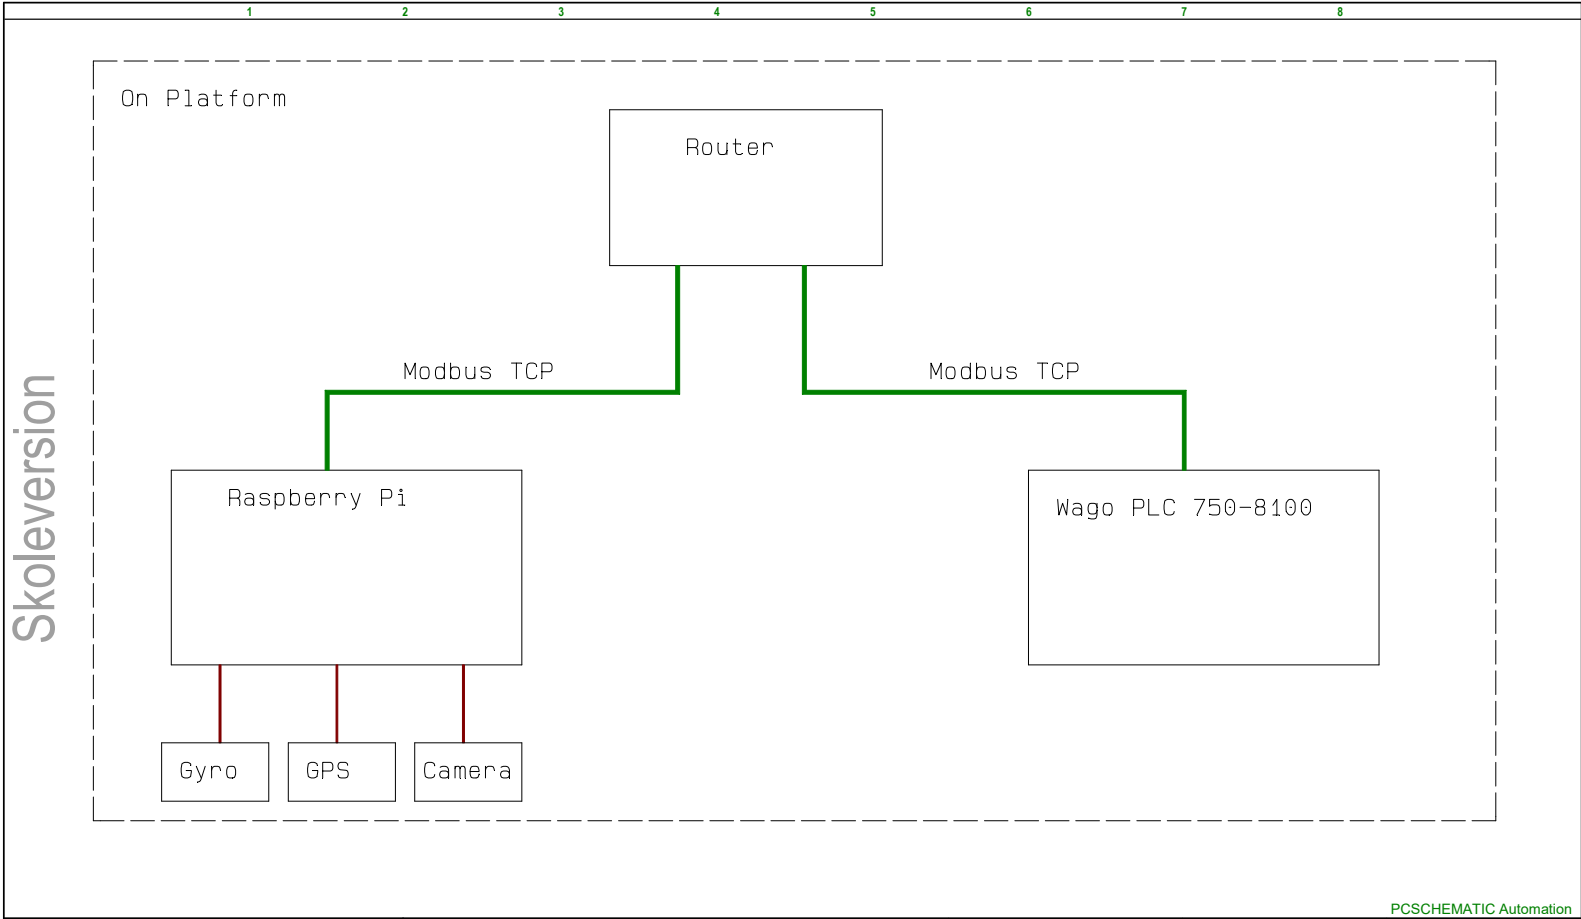 1 2 3 4 5 6 7 8
On Platform
Router
Modbus TCP
Modbus TCP
Raspberry Pi
Wago PLC 750-8100
Gyro
GPS
Camera
Skoleversion
PCSCHEMATIC Automation